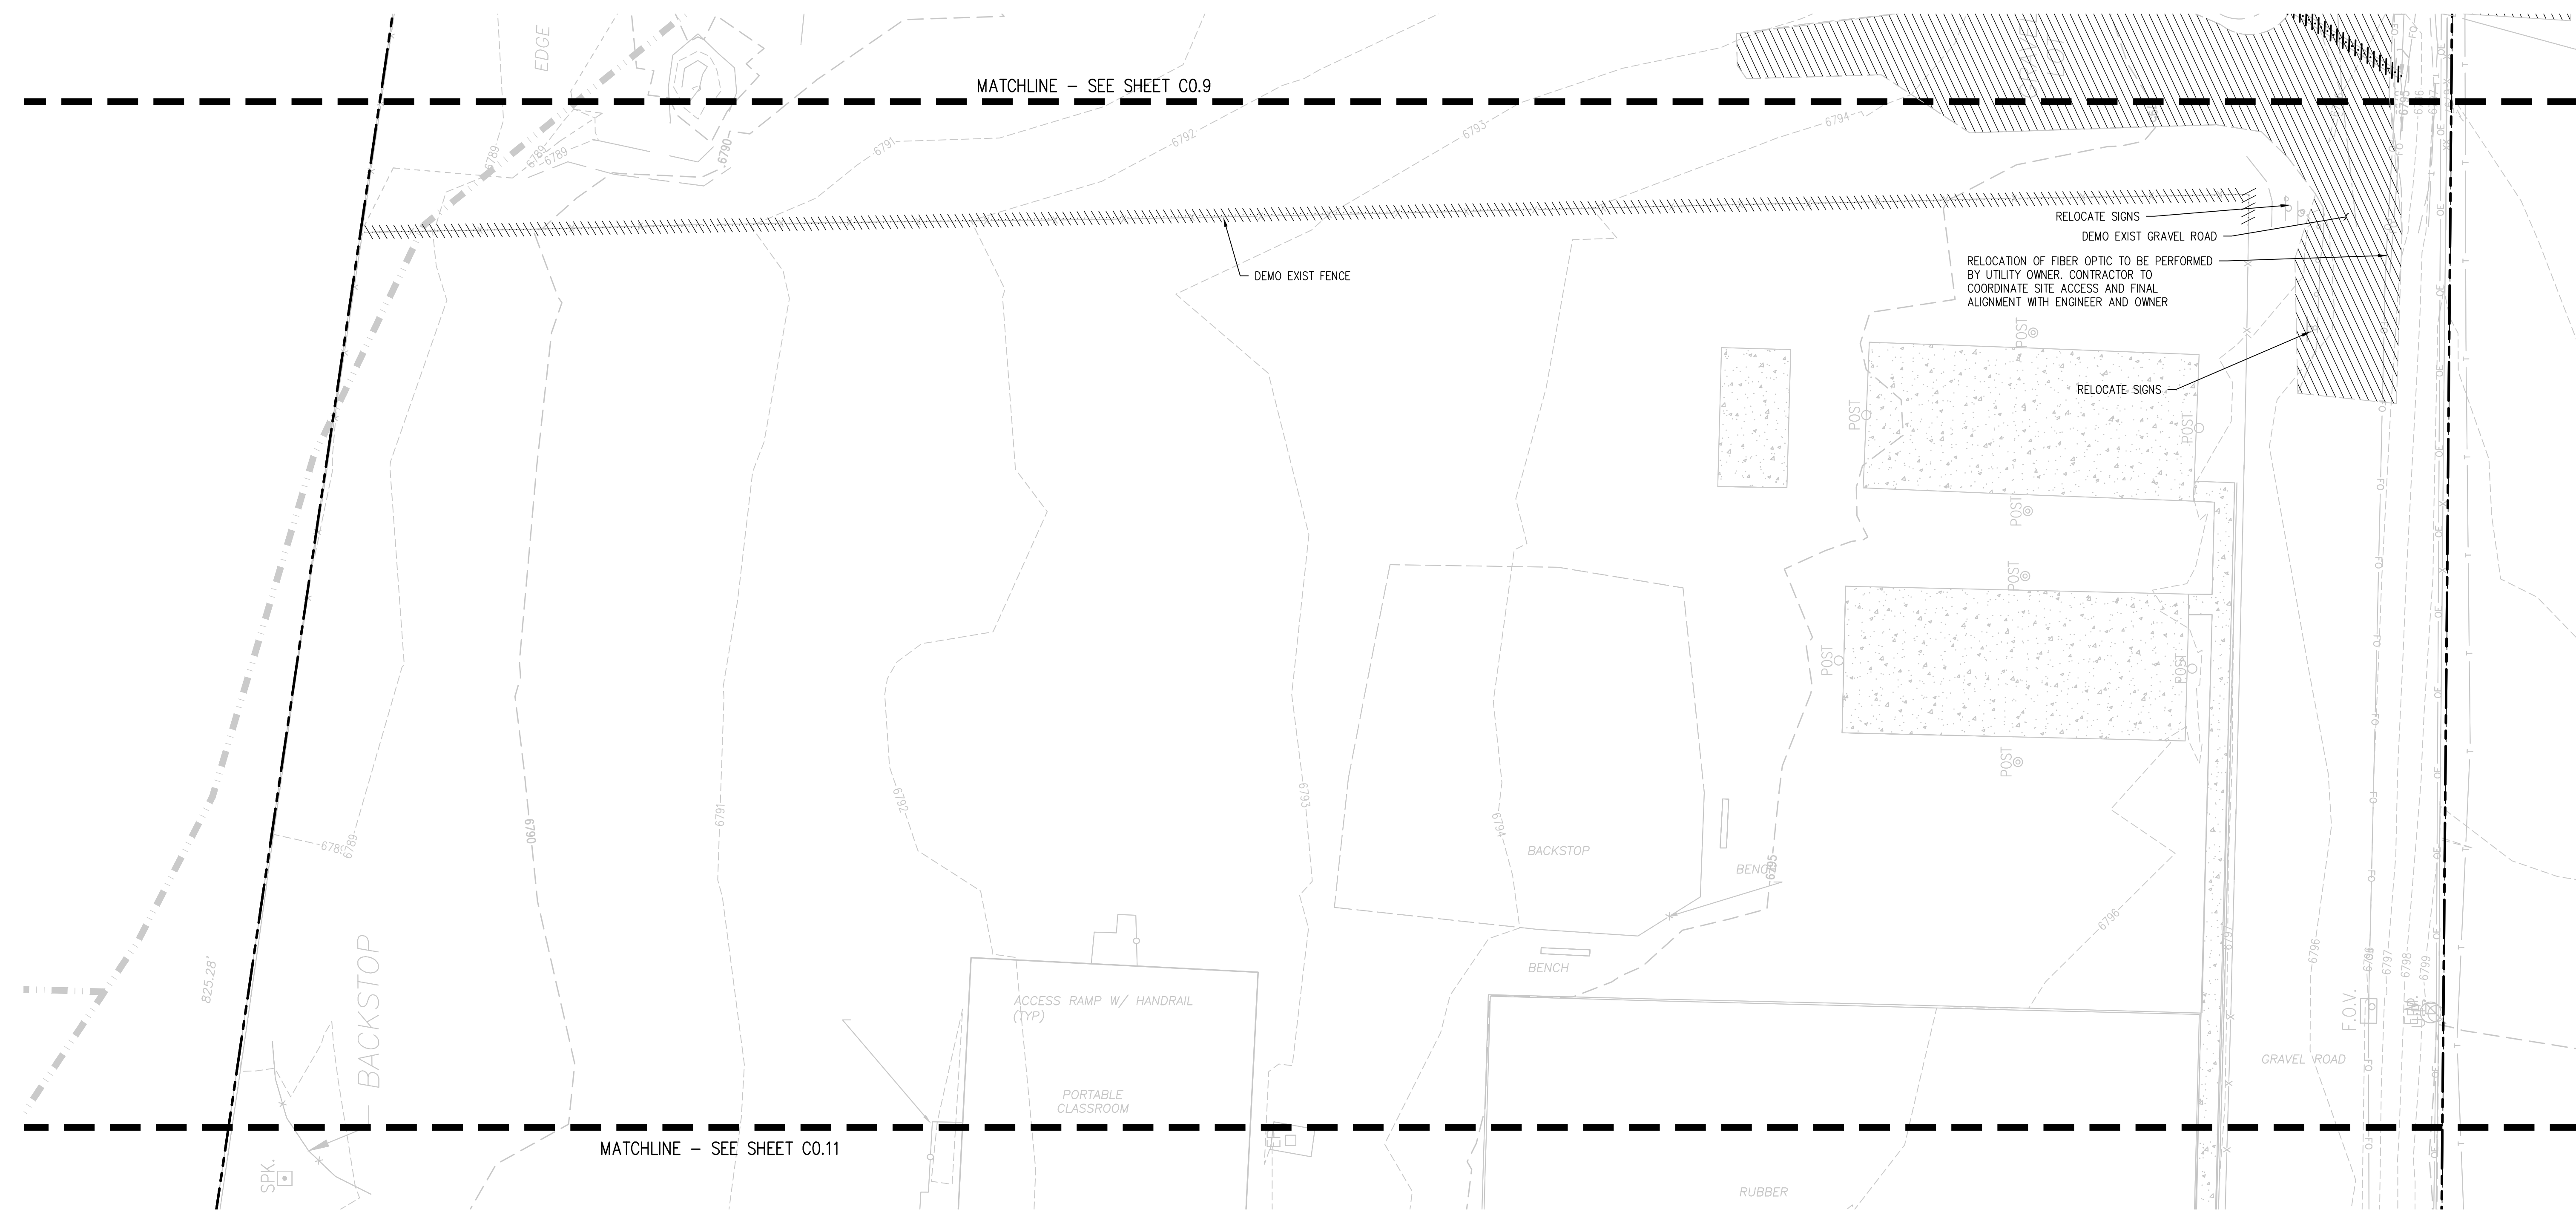 EDGE
MATCHLINE - SEE SHEET C0.9
6789
6789
6789
6790
6791
6792
6793
6794
6795
RELOCATE SIGNS
DEMO EXIST GRAVEL ROAD
RELOCATION OF FIBER OPTIC TO BE PERFORMED
BY UTILITY OWNER. CONTRACTOR TO
COORDINATE SITE ACCESS AND FINAL
ALIGNMENT WITH ENGINEER AND OWNER
DEMO EXIST FENCE
RELOCATE SIGNS
POST
POST
POST
POST
POST
POST
POST
POST
6789
6790
6791
6792
6793
6794
6795
BACKSTOP
BENCH
BENCH
6796
6797
6796
6797
6798
6799
825.28'
BACKSTOP
ACCESS RAMP W/ HANDRAIL
(TYP)
PORTABLE
CLASSROOM
F.O.V.
GRAVEL ROAD
MATCHLINE - SEE SHEET C0.11
SPK.
RUBBER